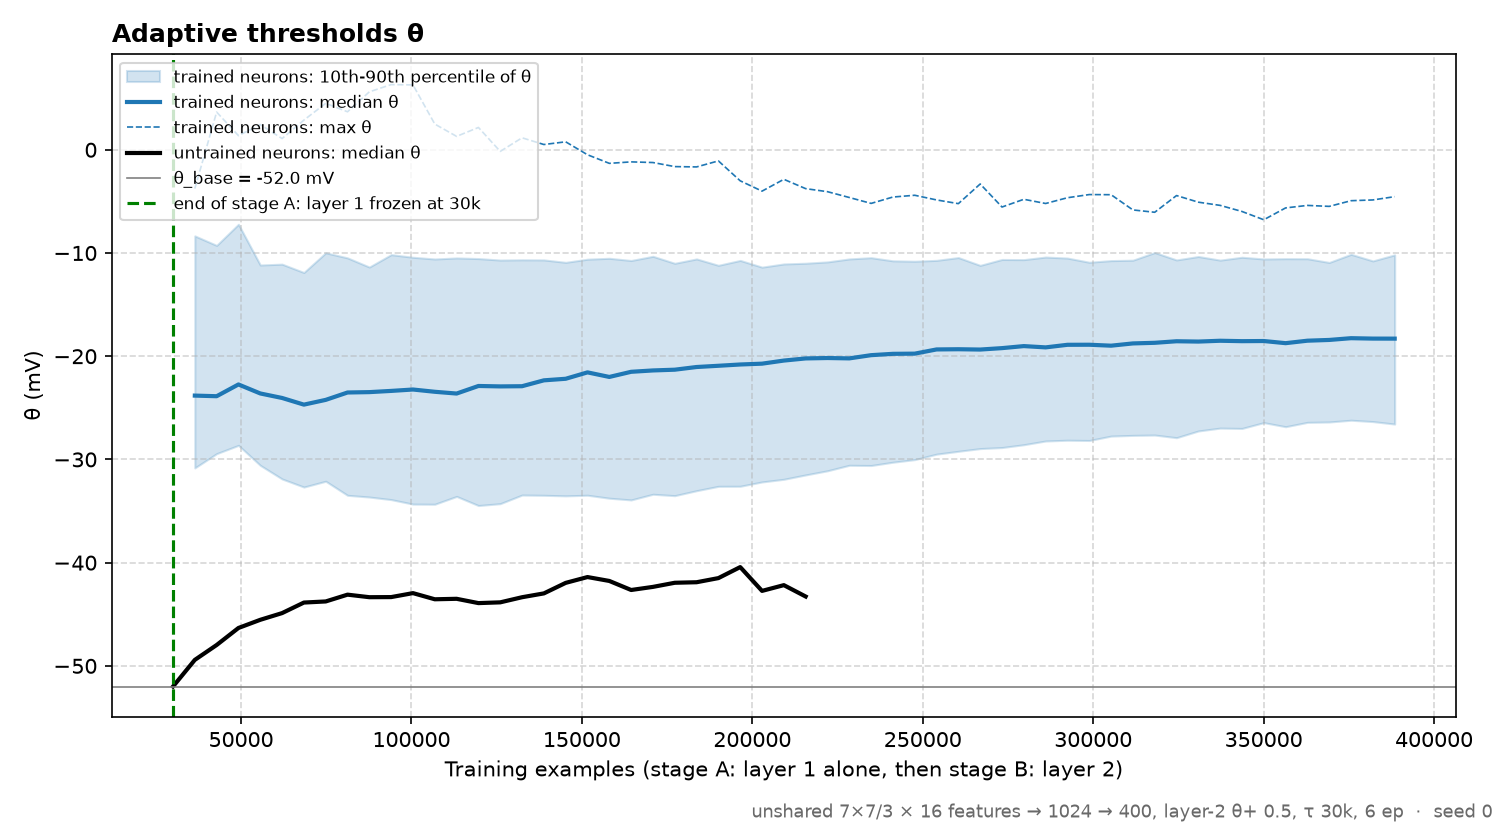 Adaptive thresholds θ
trained neurons: 10th-90th percentile of θ
trained neurons: median θ
trained neurons: max θ
untrained neurons: median θ
θ_base = -52.0 mV
end of stage A: layer 1 frozen at 30k
θ (mV)
0
−10
−20
−30
−40
−50
50000 100000 150000 200000 250000 300000 350000 400000
Training examples (stage A: layer 1 alone, then stage B: layer 2)
unshared 7×7/3 × 16 features → 1024 → 400, layer-2 θ+ 0.5, τ 30k, 6 ep · seed 0